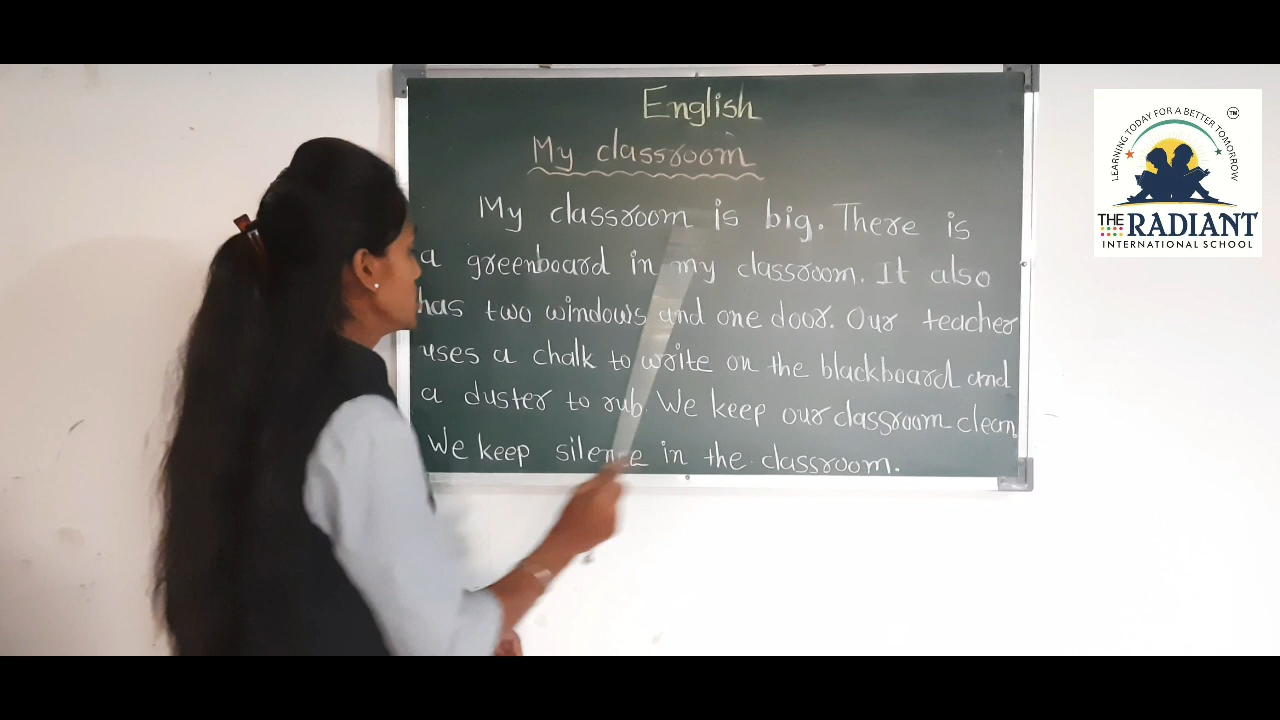 English
My classroom
My classroom is big. There is
a greenboard in my classroom. It also
has two windows and one door. Our teacher
uses a chalk to write on the blackboard and
a duster to rub. We keep our classroom clean.
We keep silence in the classroom.
LEARNING TODAY FOR A BETTER TOMORROW
TM
THE RADIANT
INTERNATIONAL SCHOOL